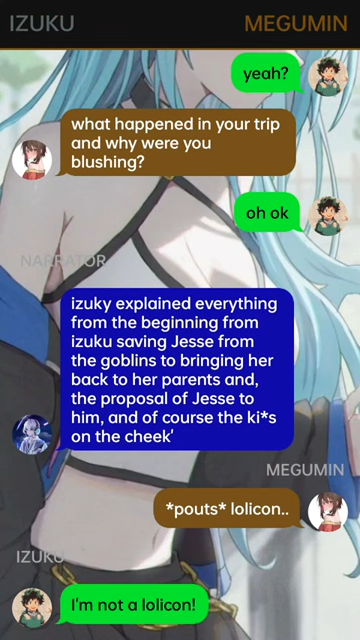 IZUKU
MEGUMIN
yeah?
what happened in your trip
and why were you
blushing?
oh ok
NARRATOR
izuky explained everything
from the beginning from
izuku saving Jesse from
the goblins to bringing her
back to her parents and,
the proposal of Jesse to
him, and of course the ki*s
on the cheek'
MEGUMIN
*pouts* lolicon..
IZUKU
I'm not a lolicon!